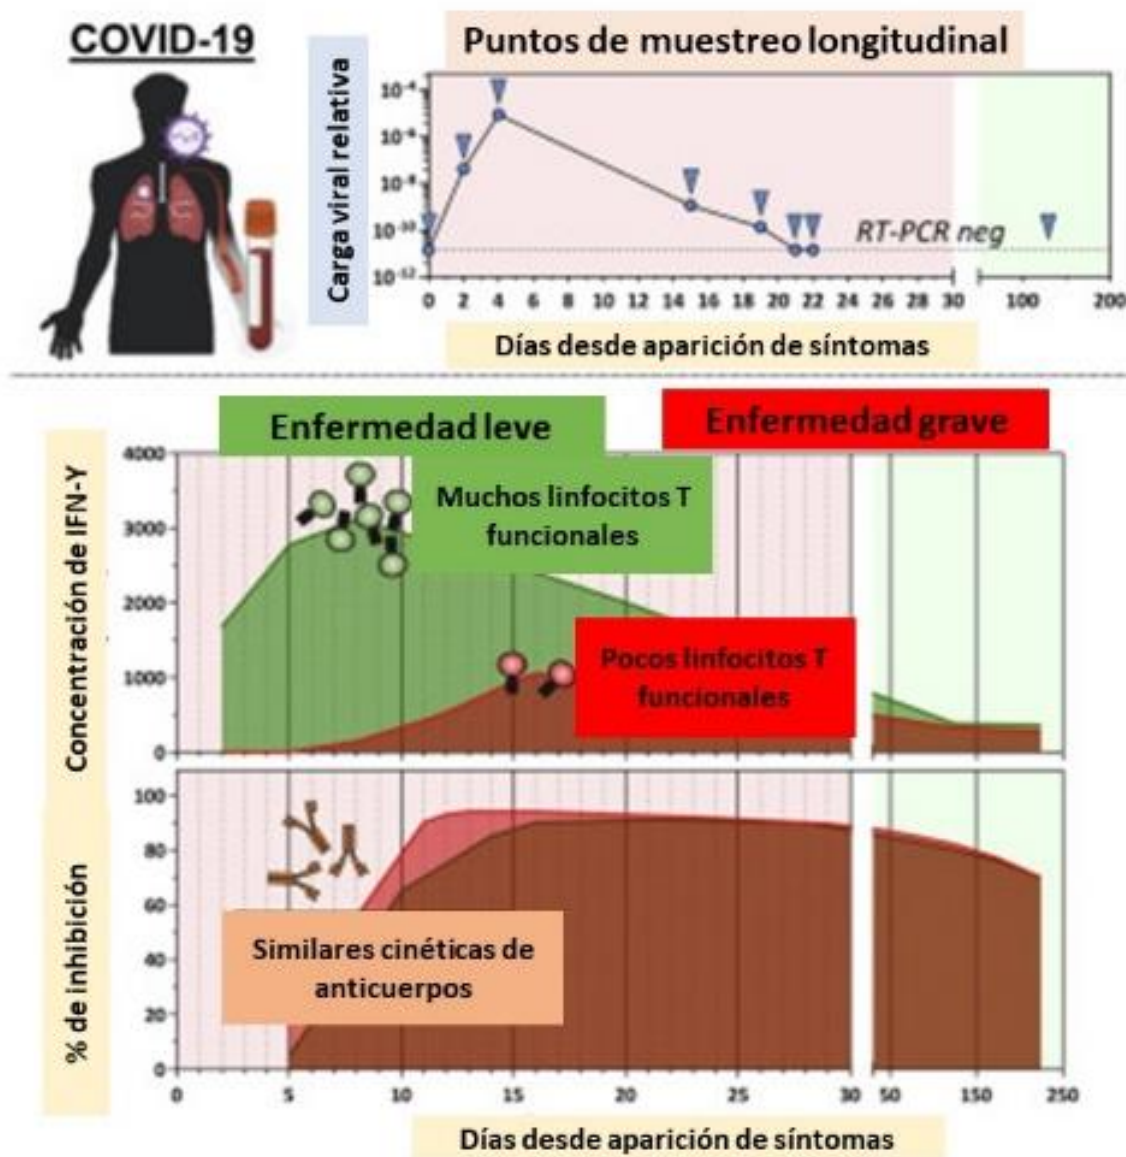 COVID-19
Puntos de muestreo longitudinal
Carga viral relativa
10-4
10-6
10-8
10-10
10-12
RT-PCR neg
0 2 4 6 8 10 12 14 16 18 20 22 24 26 28 30 100 200
Días desde aparición de síntomas
Enfermedad leve
Enfermedad grave
Concentración de IFN-Y
4000
3000
2000
1000
0
Muchos linfocitos T
funcionales
Pocos linfocitos T
funcionales
% de inhibición
100
80
60
40
20
0
Similares cinéticas de
anticuerpos
0 5 10 15 20 25 30 50 150 250
Días desde aparición de síntomas